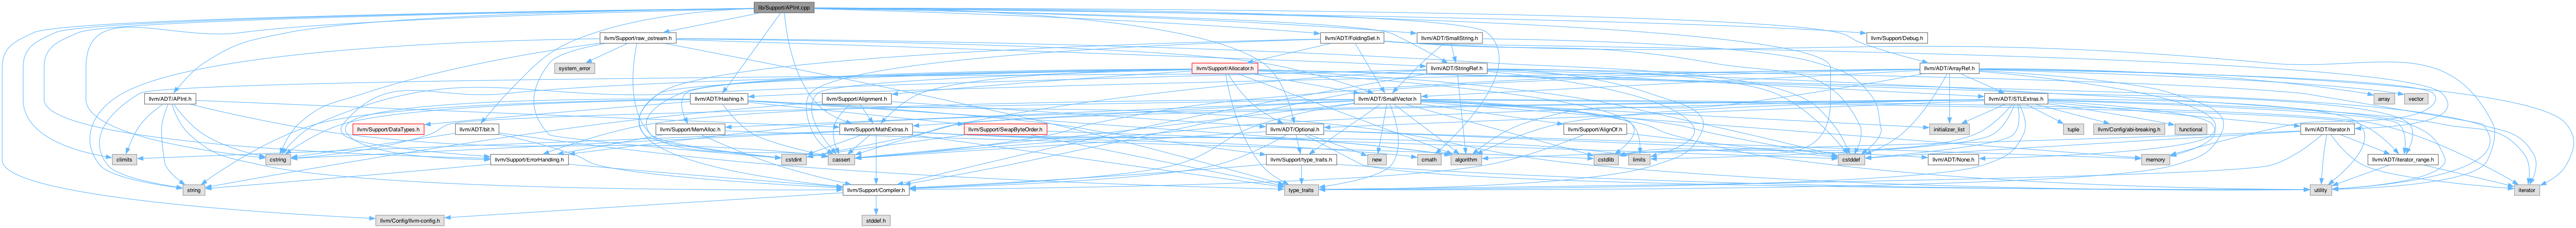 lib/Support/APInt.cpp
llvm/Support/raw_ostream.h
llvm/ADT/FoldingSet.h
llvm/ADT/SmallString.h
llvm/Support/Debug.h
system_error
llvm/Support/Allocator.h
llvm/ADT/StringRef.h
llvm/ADT/ArrayRef.h
llvm/ADT/APInt.h
llvm/ADT/Hashing.h
llvm/Support/Alignment.h
llvm/ADT/SmallVector.h
llvm/ADT/STLExtras.h
array
vector
llvm/Support/DataTypes.h
llvm/ADT/bit.h
llvm/Support/MemAlloc.h
llvm/Support/MathExtras.h
llvm/Support/SwapByteOrder.h
llvm/ADT/Optional.h
llvm/Support/AlignOf.h
initializer_list
tuple
llvm/Config/abi-breaking.h
functional
llvm/ADT/iterator.h
climits
cstring
llvm/Support/ErrorHandling.h
cstdint
cassert
llvm/Support/type_traits.h
new
cmath
algorithm
cstdlib
limits
cstddef
llvm/ADT/None.h
memory
llvm/ADT/iterator_range.h
string
llvm/Support/Compiler.h
type_traits
utility
iterator
llvm/Config/llvm-config.h
stddef.h